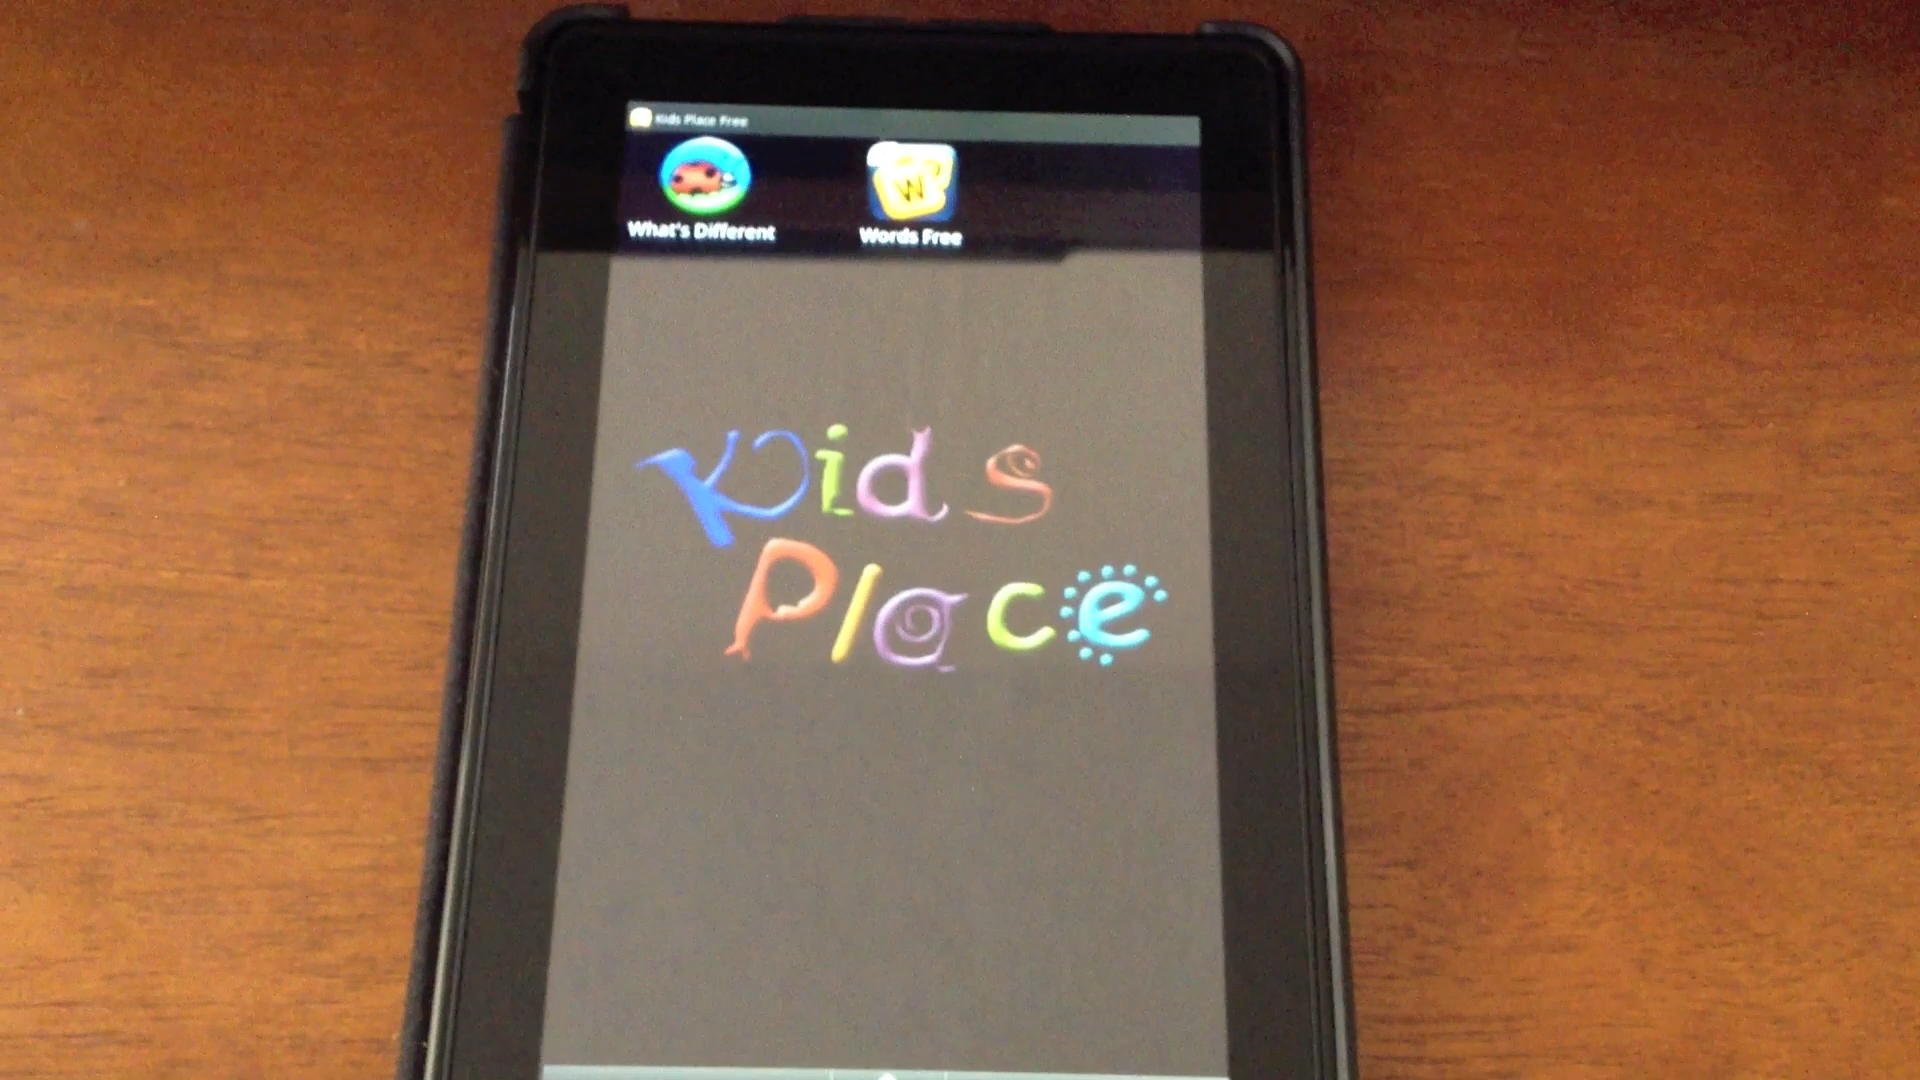 Kids Place Free
What's Different
Words Free
W
Kids
Place